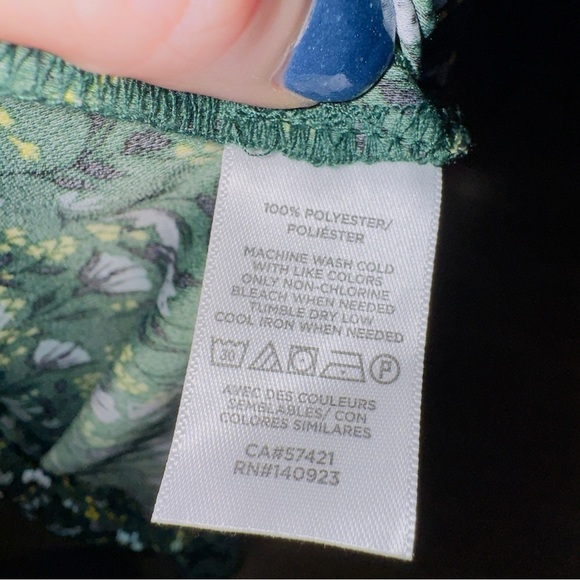 100% POLYESTER/
POLIÉSTER
MACHINE WASH COLD
WITH LIKE COLORS
ONLY NON-CHLORINE
BLEACH WHEN NEEDED
TUMBLE DRY LOW
COOL IRON WHEN NEEDED
30 P
AVEC DES COULEURS
SEMBLABLES/ CON
COLORES SIMILARES
CA#57421
RN#140923